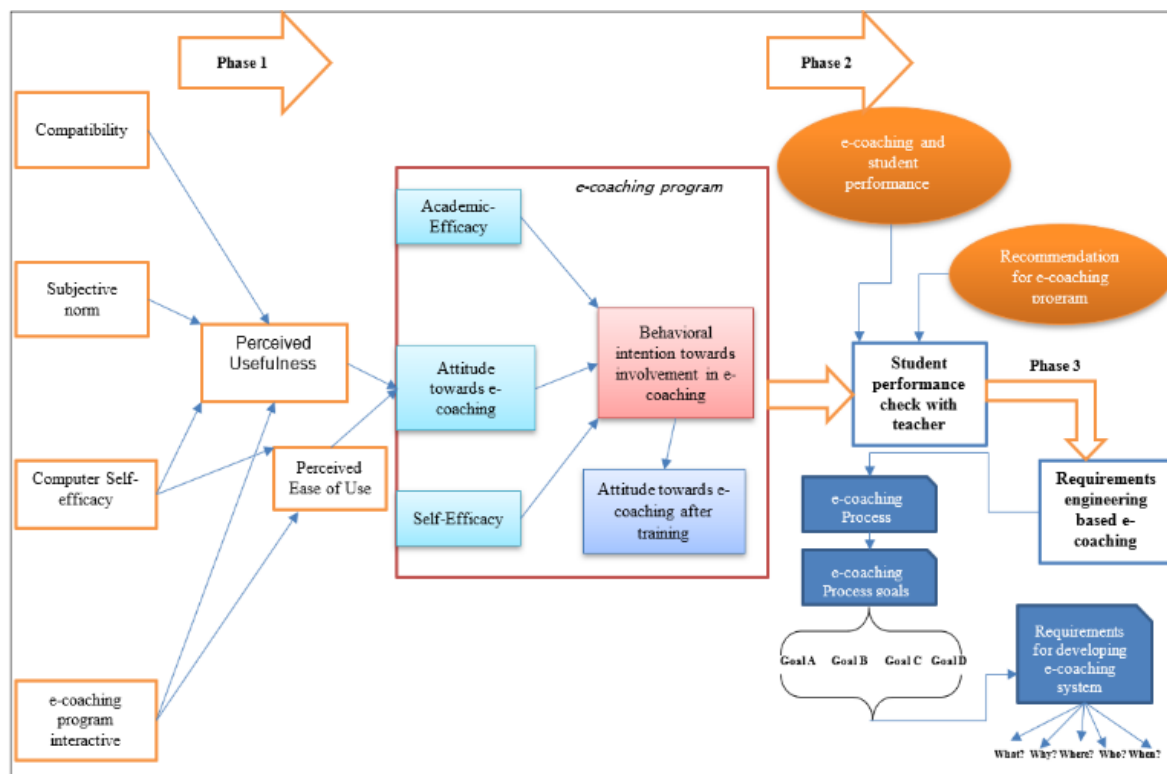 Phase 1
Phase 2
Compatibility
Subjective
norm
Computer Self-
efficacy
e-coaching
program
interactive
Perceived
Usefulness
Perceived
Ease of Use
e-coaching program
Academic-
Efficacy
Attitude
towards e-
coaching
Self-Efficacy
Behavioral
intention towards
involvement in e-
coaching
Attitude towards e-
coaching after
training
e-coaching and
student
performance
Recommendation
for e-coaching
program
Student
performance
check with
teacher
Phase 3
Requirements
engineering
based e-
coaching
e-coaching
Process
e-coaching
Process goals
Goal A Goal B Goal C Goal D
Requirements
for developing
e-coaching
system
What? Why? Where? Who? When?